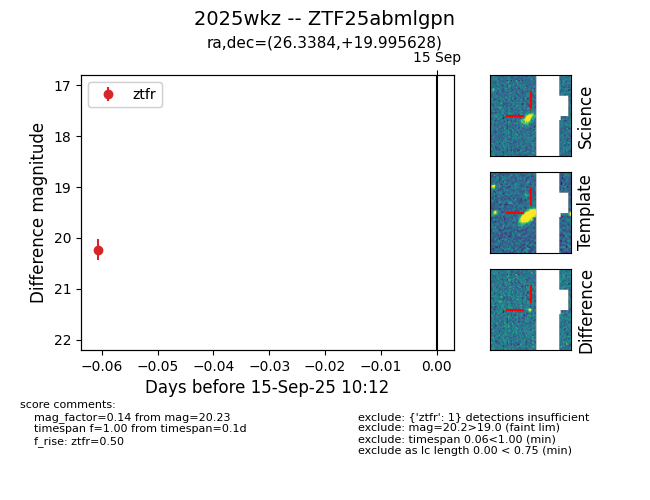 2025wkz -- ZTF25abmlgpn
ra,dec=(26.3384,+19.995628)
15 Sep
ztfr
17
18
19
20
21
22
Difference magnitude
−0.06
−0.05
−0.04
−0.03
−0.02
−0.01
0.00
Days before 15-Sep-25 10:12
Science
Template
Difference
score comments:
mag_factor=0.14 from mag=20.23
timespan f=1.00 from timespan=0.1d
f_rise: ztfr=0.50
exclude: {'ztfr': 1} detections insufficient
exclude: mag=20.2>19.0 (faint lim)
exclude: timespan 0.06<1.00 (min)
exclude as lc length 0.00 < 0.75 (min)